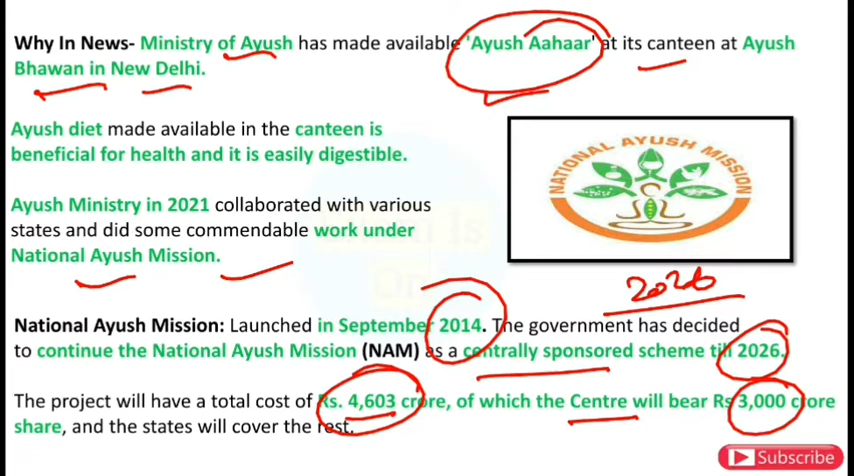 Why In News- Ministry of Ayush has made available 'Ayush Aahaar' at its canteen at Ayush
Bhawan in New Delhi.
Ayush diet made available in the canteen is
beneficial for health and it is easily digestible.
Ayush Ministry in 2021 collaborated with various
states and did some commendable work under
National Ayush Mission.
NATIONAL AYUSH MISSION
2026
National Ayush Mission: Launched in September 2014. The government has decided
to continue the National Ayush Mission (NAM) as a centrally sponsored scheme till 2026.
The project will have a total cost of Rs. 4,603 crore, of which the Centre will bear Rs 3,000 crore
share, and the states will cover the rest.
Subscribe